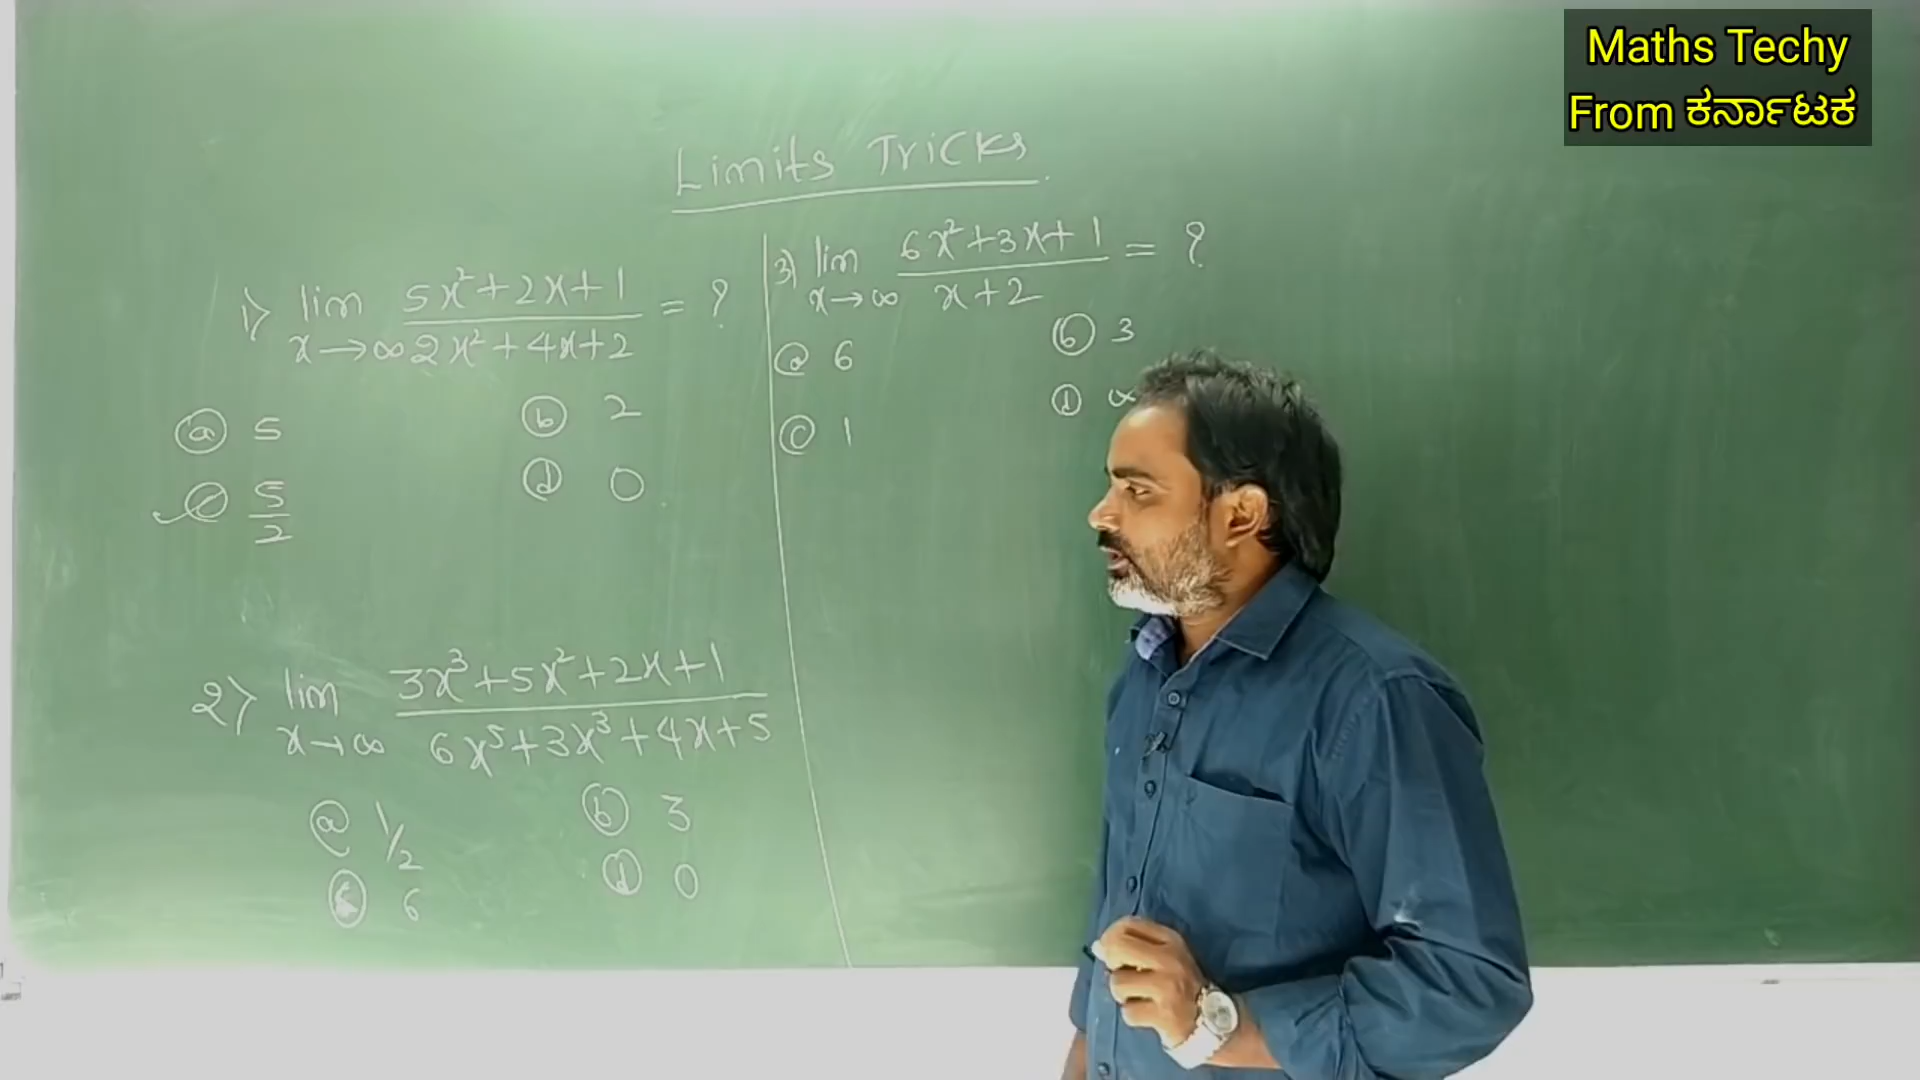 Maths Techy
From ಕರ್ನಾಟಕ
Limits Tricks
1) lim x→∞ (5x²+2x+1)/(2x²+4x+2) = ?
ⓐ 5 ⓑ 2
ⓒ 5/2 ⓓ 0
2) lim x→∞ (3x³+5x²+2x+1)/(6x⁵+3x³+4x+5)
ⓐ 1/2 ⓑ 3
ⓒ 6 ⓓ 0
3) lim x→∞ (6x²+3x+1)/(x+2) = ?
ⓐ 6 ⓑ 3
ⓒ 1 ⓓ ∞